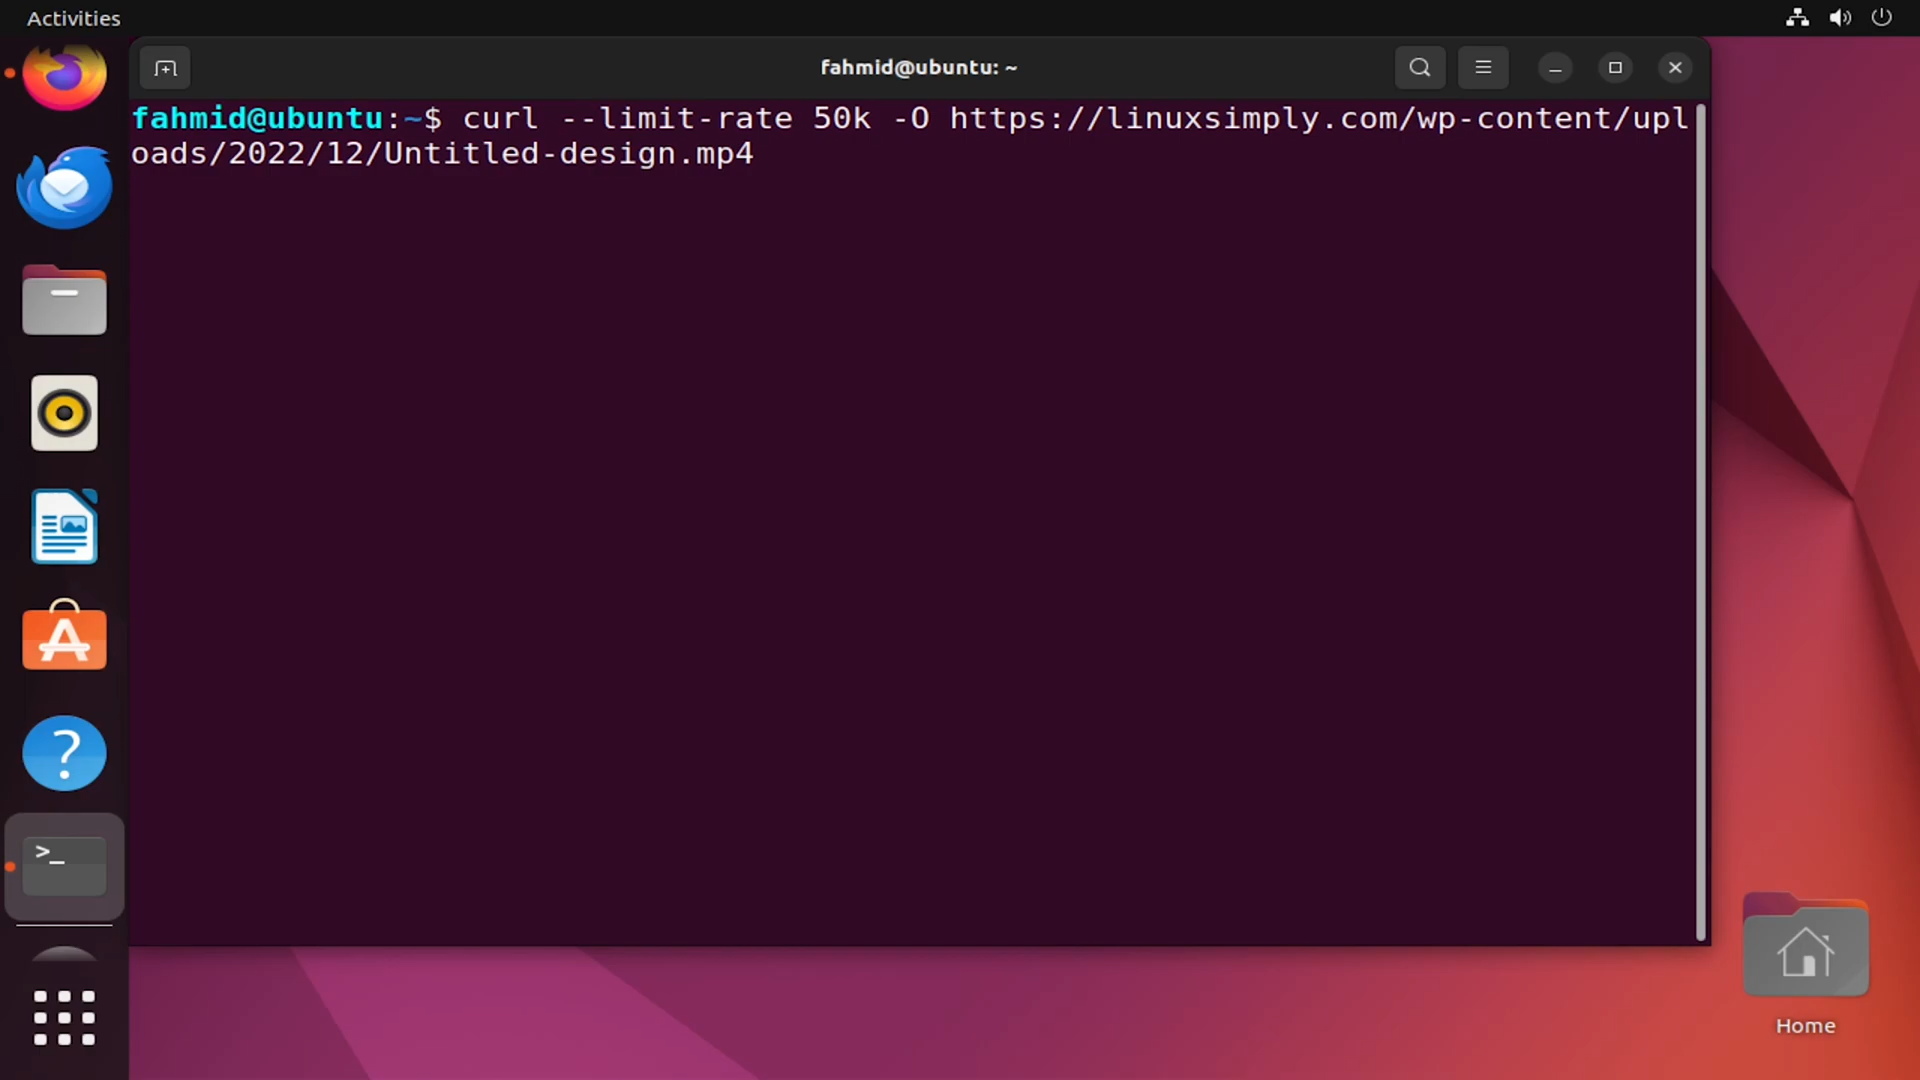 Activities
fahmid@ubuntu: ~
fahmid@ubuntu:~$ curl --limit-rate 50k -O https://linuxsimply.com/wp-content/upl
oads/2022/12/Untitled-design.mp4
>_
Home